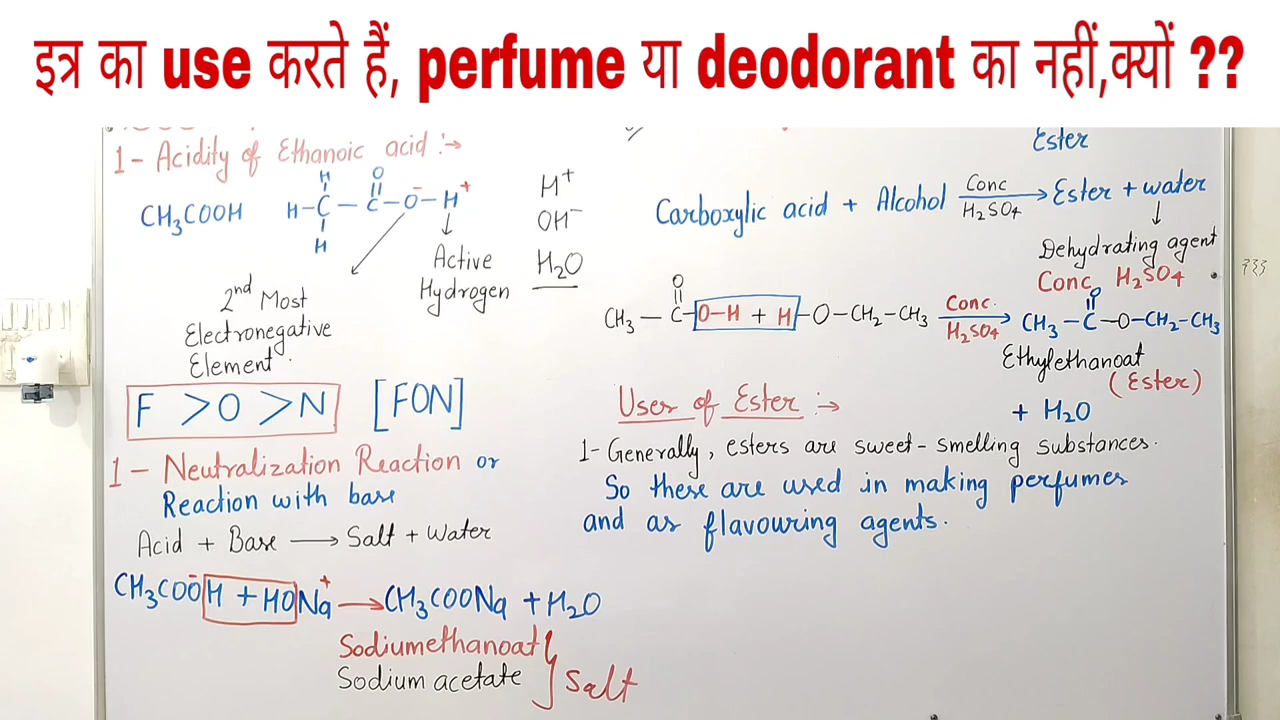 इत्र का use करते हैं, perfume या deodorant का नहीं,क्यों ??
1- Acidity of Ethanoic acid :→
CH₃COOH
H
H-C-C-O⁻-H⁺
O
H
2nd Most
Electronegative
Element.
Active
Hydrogen
H⁺
OH⁻
H₂O
F >O >N [FON]
1- Neutralization Reaction or
Reaction with base
Acid + Base → Salt + Water
CH₃COO⁻H + HONa⁺ → CH₃COONa + H₂O
Sodiumethanoat
Sodium acetate
Salt
Ester
Carboxylic acid + Alcohol Conc H₂SO₄ → Ester + water
Dehydrating agent
Conc. H₂SO₄
O
CH₃-C-O-H + H-O-CH₂-CH₃ Conc. H₂SO₄ → CH₃-C-O-CH₂-CH₃
O
Ethylethanoat
(Ester)
+ H₂O
Uses of Ester :→
1- Generally, esters are sweet-smelling substances.
So these are used in making perfumes
and as flavouring agents.
733